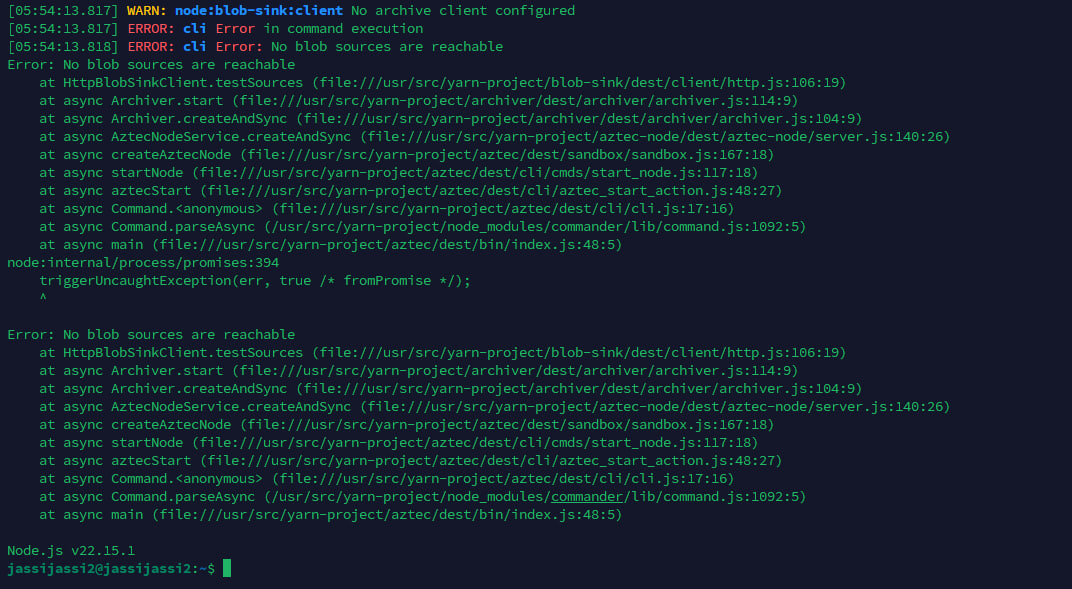 [05:54:13.817] WARN: node:blob-sink:client No archive client configured
[05:54:13.817] ERROR: cli Error in command execution
[05:54:13.818] ERROR: cli Error: No blob sources are reachable
Error: No blob sources are reachable
    at HttpBlobSinkClient.testSources (file:///usr/src/yarn-project/blob-sink/dest/client/http.js:106:19)
    at async Archiver.start (file:///usr/src/yarn-project/archiver/dest/archiver/archiver.js:114:9)
    at async Archiver.createAndSync (file:///usr/src/yarn-project/archiver/dest/archiver/archiver.js:104:9)
    at async AztecNodeService.createAndSync (file:///usr/src/yarn-project/aztec-node/dest/aztec-node/server.js:140:26)
    at async createAztecNode (file:///usr/src/yarn-project/aztec/dest/sandbox/sandbox.js:167:18)
    at async startNode (file:///usr/src/yarn-project/aztec/dest/cli/cmds/start_node.js:117:18)
    at async aztecStart (file:///usr/src/yarn-project/aztec/dest/cli/aztec_start_action.js:48:27)
    at async Command.<anonymous> (file:///usr/src/yarn-project/aztec/dest/cli/cli.js:17:16)
    at async Command.parseAsync (/usr/src/yarn-project/node_modules/commander/lib/command.js:1092:5)
    at async main (file:///usr/src/yarn-project/aztec/dest/bin/index.js:48:5)
node:internal/process/promises:394
    triggerUncaughtException(err, true /* fromPromise */);
    ^
Error: No blob sources are reachable
    at HttpBlobSinkClient.testSources (file:///usr/src/yarn-project/blob-sink/dest/client/http.js:106:19)
    at async Archiver.start (file:///usr/src/yarn-project/archiver/dest/archiver/archiver.js:114:9)
    at async Archiver.createAndSync (file:///usr/src/yarn-project/archiver/dest/archiver/archiver.js:104:9)
    at async AztecNodeService.createAndSync (file:///usr/src/yarn-project/aztec-node/dest/aztec-node/server.js:140:26)
    at async createAztecNode (file:///usr/src/yarn-project/aztec/dest/sandbox/sandbox.js:167:18)
    at async startNode (file:///usr/src/yarn-project/aztec/dest/cli/cmds/start_node.js:117:18)
    at async aztecStart (file:///usr/src/yarn-project/aztec/dest/cli/aztec_start_action.js:48:27)
    at async Command.<anonymous> (file:///usr/src/yarn-project/aztec/dest/cli/cli.js:17:16)
    at async Command.parseAsync (/usr/src/yarn-project/node_modules/commander/lib/command.js:1092:5)
    at async main (file:///usr/src/yarn-project/aztec/dest/bin/index.js:48:5)
Node.js v22.15.1
jassijassi2@jassijassi2:~$